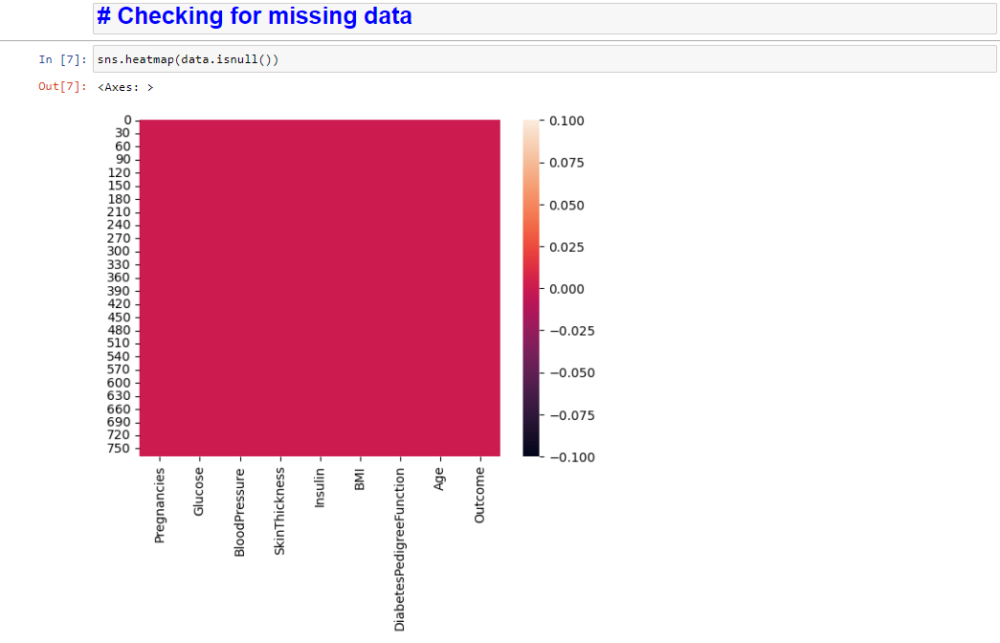 # Checking for missing data
In [7]: sns.heatmap(data.isnull())
Out[7]: <Axes: >
0
30
60
90
120
150
180
210
240
270
300
330
360
390
420
450
480
510
540
570
600
630
660
690
720
750
0.100
0.075
0.050
0.025
0.000
−0.025
−0.050
−0.075
−0.100
Pregnancies
Glucose
BloodPressure
SkinThickness
Insulin
BMI
DiabetesPedigreeFunction
Age
Outcome